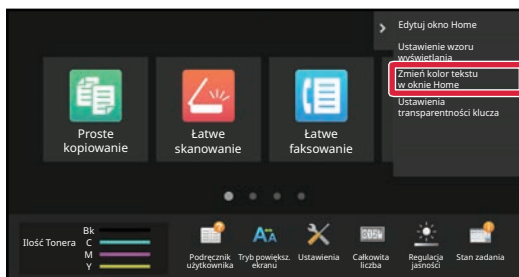 Edytuj okno Home
Ustawienie wzoru
wyświetlania
Zmień kolor tekstu
w oknie Home
Ustawienia
transparentności klucza
Proste
kopiowanie
Łatwe
skanowanie
Łatwe
faksowanie
Ilość Tonera
Bk
C
M
Y
Podręcznik
użytkownika
Tryb powiększ.
ekranu
Ustawienia
Całkowita
liczba
Regulacja
jasności
Stan zadania